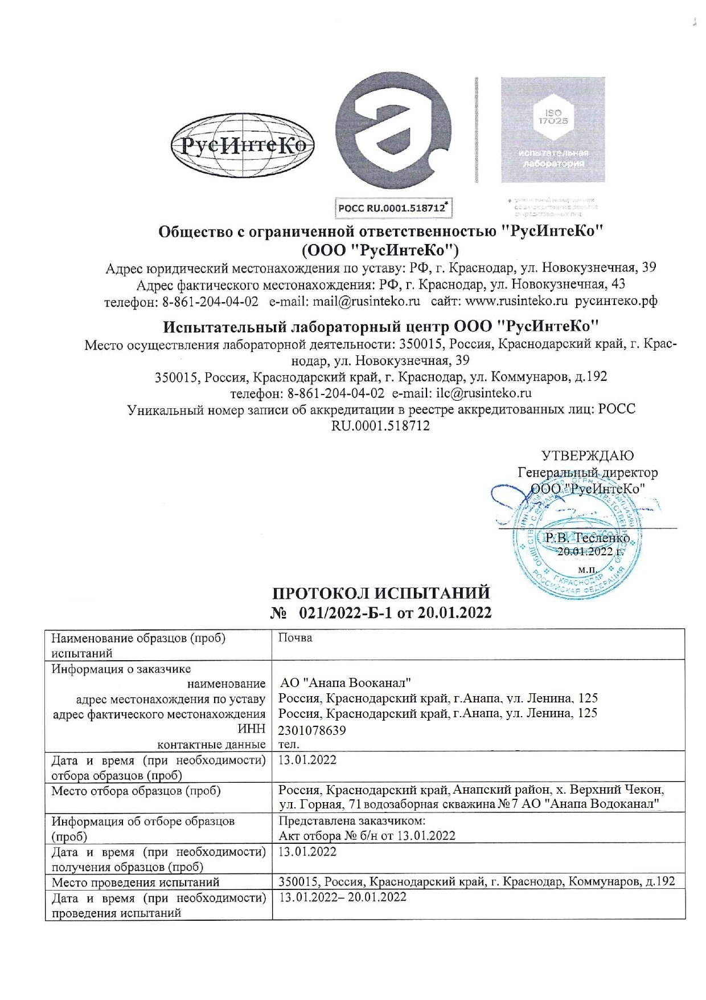 РусИнтеКо
ISO
17025
испытательная
лаборатория
РОСС RU.0001.518712*
* уникальный номер записи
об аккредитации в реестре
аккредитованных лиц
Общество с ограниченной ответственностью "РусИнтеКо"
(ООО "РусИнтеКо")
Адрес юридический местонахождения по уставу: РФ, г. Краснодар, ул. Новокузнечная, 39
Адрес фактического местонахождения: РФ, г. Краснодар, ул. Новокузнечная, 43
телефон: 8-861-204-04-02 e-mail: mail@rusinteko.ru сайт: www.rusinteko.ru русинтеко.рф
Испытательный лабораторный центр ООО "РусИнтеКо"
Место осуществления лабораторной деятельности: 350015, Россия, Краснодарский край, г. Крас-
нодар, ул. Новокузнечная, 39
350015, Россия, Краснодарский край, г. Краснодар, ул. Коммунаров, д.192
телефон: 8-861-204-04-02 e-mail: ilc@rusinteko.ru
Уникальный номер записи об аккредитации в реестре аккредитованных лиц: РОСС
RU.0001.518712
УТВЕРЖДАЮ
Генеральный директор
ООО "РусИнтеКо"
Р.В. Тесленко
20.01.2022 г.
м.п.
РусИнтеКо
Г.КРАСНОДАР
РОССИЙСКАЯ ФЕДЕРАЦИЯ
ПРОТОКОЛ ИСПЫТАНИЙ
№ 021/2022-Б-1 от 20.01.2022
Наименование образцов (проб)
испытаний
Почва
Информация о заказчике
наименование
АО "Анапа Вооканал"
адрес местонахождения по уставу
Россия, Краснодарский край, г.Анапа, ул. Ленина, 125
адрес фактического местонахождения
Россия, Краснодарский край, г.Анапа, ул. Ленина, 125
ИНН
2301078639
контактные данные
тел.
Дата и время (при необходимости)
отбора образцов (проб)
13.01.2022
Место отбора образцов (проб)
Россия, Краснодарский край, Анапский район, х. Верхний Чекон,
ул. Горная, 71 водозаборная скважина № 7 АО "Анапа Водоканал"
Информация об отборе образцов
(проб)
Представлена заказчиком:
Акт отбора № б/н от 13.01.2022
Дата и время (при необходимости)
получения образцов (проб)
13.01.2022
Место проведения испытаний
350015, Россия, Краснодарский край, г. Краснодар, Коммунаров, д.192
Дата и время (при необходимости)
проведения испытаний
13.01.2022– 20.01.2022